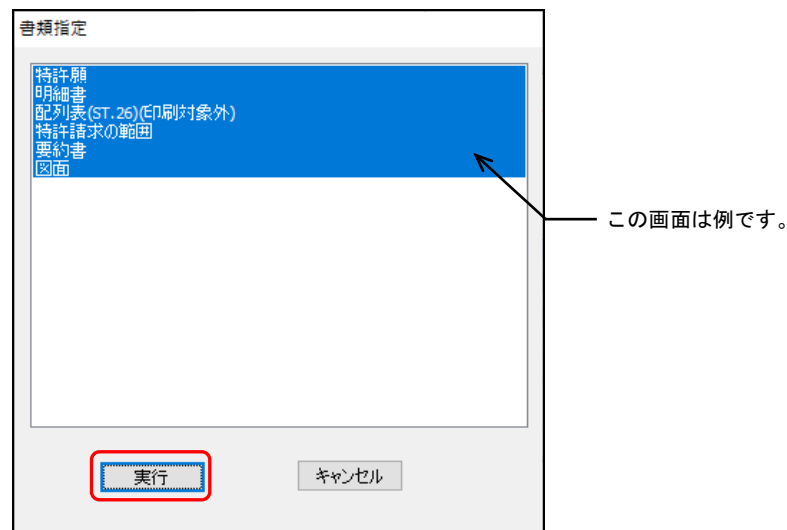 書類指定
特許願
明細書
配列表(ST.26)(印刷対象外)
特許請求の範囲
要約書
図面
この画面は例です。
実行
キャンセル